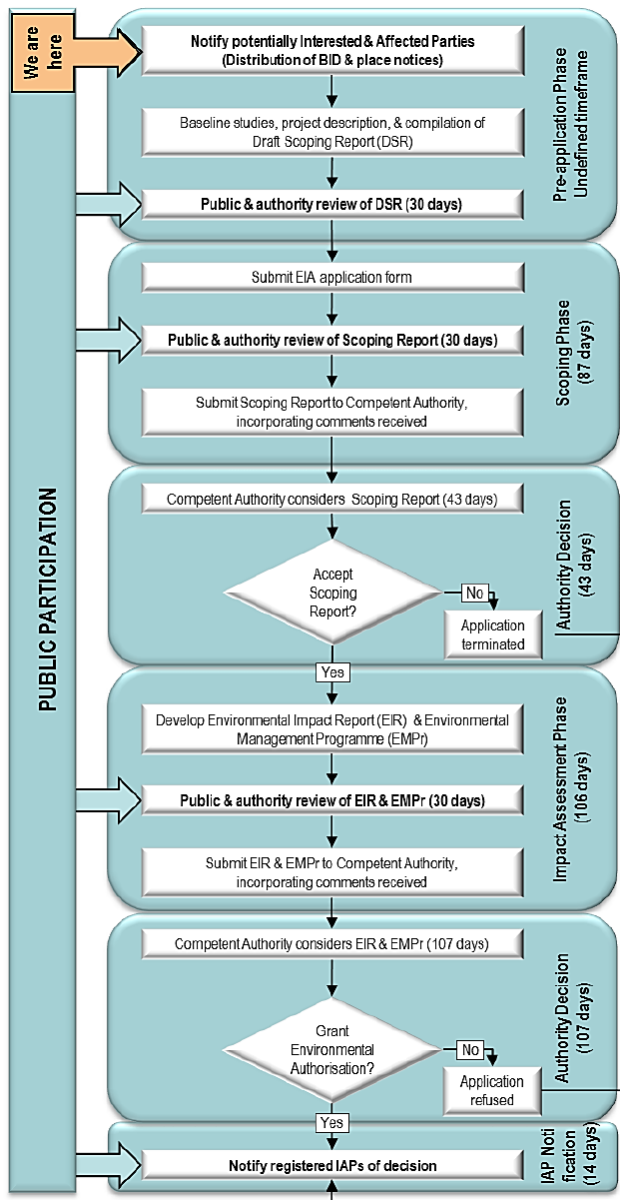 We are
here
PUBLIC PARTICIPATION
Notify potentially Interested & Affected Parties
(Distribution of BID & place notices)
Baseline studies, project description, & compilation of
Draft Scoping Report (DSR)
Public & authority review of DSR (30 days)
Pre-application Phase
Undefined timeframe
Submit EIA application form
Public & authority review of Scoping Report (30 days)
Submit Scoping Report to Competent Authority,
incorporating comments received
Scoping Phase
(87 days)
Competent Authority considers Scoping Report (43 days)
Accept
Scoping
Report?
No
Application
terminated
Yes
Authority Decision
(43 days)
Develop Environmental Impact Report (EIR) & Environmental
Management Programme (EMPr)
Public & authority review of EIR & EMPr (30 days)
Submit EIR & EMPr to Competent Authority,
incorporating comments received
Impact Assessment Phase
(106 days)
Competent Authority considers EIR & EMPr (107 days)
Grant
Environmental
Authorisation?
No
Application
refused
Yes
Authority Decision
(107 days)
Notify registered IAPs of decision
IAP Noti
fication
(14 days)